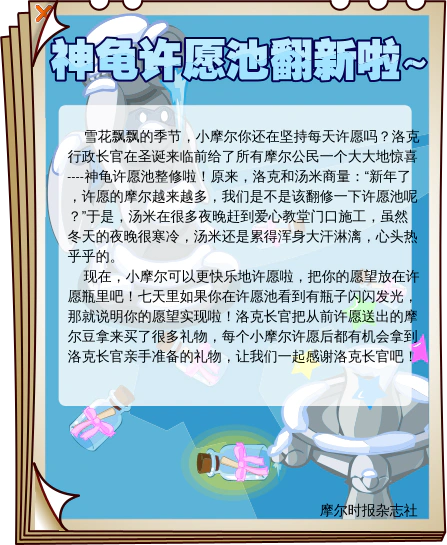 神龟许愿池翻新啦~
雪花飘飘的季节，小摩尔你还在坚持每天许愿吗？洛克
行政长官在圣诞来临前给了所有摩尔公民一个大大地惊喜
----神龟许愿池整修啦！原来，洛克和汤米商量：“新年了
，许愿的摩尔越来越多，我们是不是该翻修一下许愿池呢
？”于是，汤米在很多夜晚赶到爱心教堂门口施工，虽然
冬天的夜晚很寒冷，汤米还是累得浑身大汗淋漓，心头热
乎乎的。
现在，小摩尔可以更快乐地许愿啦，把你的愿望放在许
愿瓶里吧！七天里如果你在许愿池看到有瓶子闪闪发光，
那就说明你的愿望实现啦！洛克长官把从前许愿送出的摩
尔豆拿来买了很多礼物，每个小摩尔许愿后都有机会拿到
洛克长官亲手准备的礼物，让我们一起感谢洛克长官吧！
摩尔时报杂志社